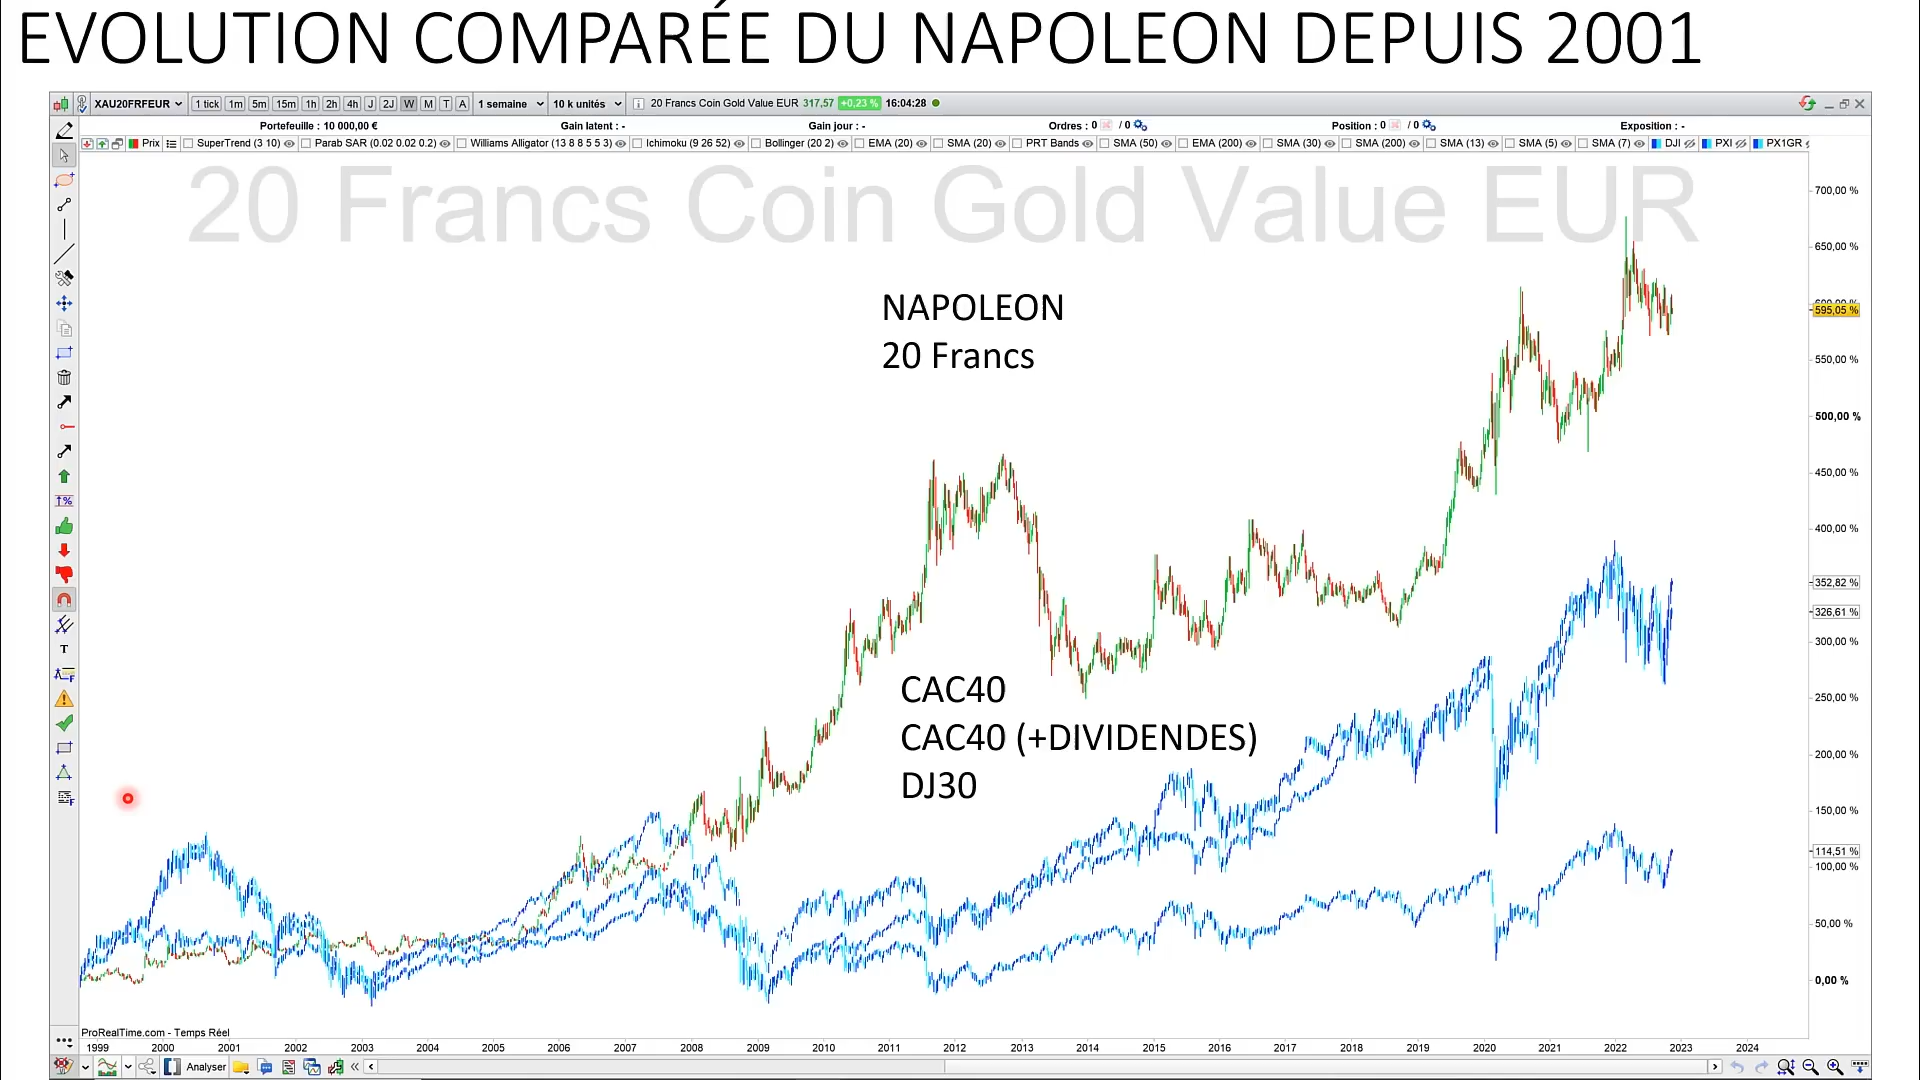 EVOLUTION COMPARÉE DU NAPOLEON DEPUIS 2001
XAU20FRFEUR 1 tick 1m 5m 15m 1h 2h 4h J 2J W M T A 1 semaine 10 k unités 20 Francs Coin Gold Value EUR 317,57 +0,23 % 16:04:28
Portefeuille : 10 000,00 € Gain latent : - Gain jour : - Ordres : 0 / 0 Position : 0 / 0 Exposition : -
Prix SuperTrend (3 10) Parab SAR (0.02 0.02 0.2) Williams Alligator (13 8 8 5 5 3) Ichimoku (9 26 52) Bollinger (20 2) EMA (20) SMA (20) PRT Bands SMA (50) EMA (200) SMA (30) SMA (200) SMA (13) SMA (5) SMA (7) DJI PXI PX1GR
20 Francs Coin Gold Value EUR
700,00 %
650,00 %
NAPOLEON
20 Francs
595,05 %
550,00 %
500,00 %
450,00 %
400,00 %
352,82 %
326,61 %
300,00 %
CAC40
CAC40 (+DIVIDENDES)
DJ30
250,00 %
200,00 %
150,00 %
114,51 %
100,00 %
50,00 %
0,00 %
ProRealTime.com - Temps Réel
1999 2000 2001 2002 2003 2004 2005 2006 2007 2008 2009 2010 2011 2012 2013 2014 2015 2016 2017 2018 2019 2020 2021 2022 2023 2024
Analyser